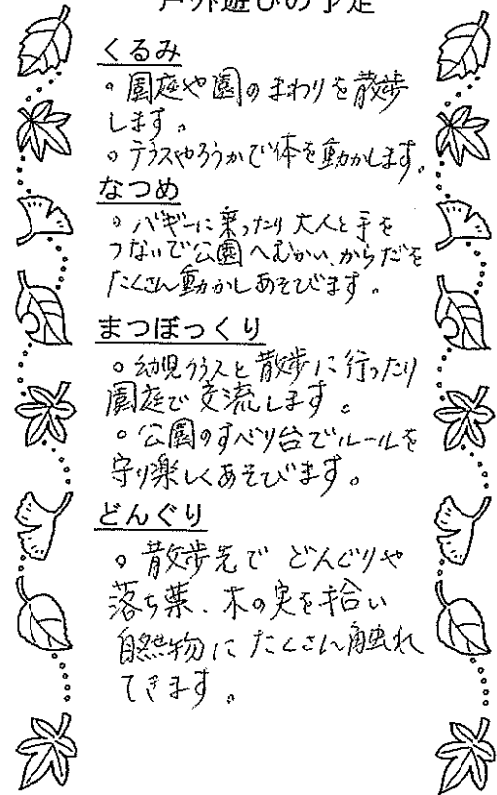 戸外遊びの予定
くるみ
。園庭や園のまわりを散歩
します。
。テラスやろうかで体を動かします。
なつめ
。バギーに乗ったり大人と手を
つないで公園へむかい、からだを
たくさん動かしあそびます。
まつぼっくり
。幼児クラスと散歩に行ったり
園庭で交流します。
。公園のすべり台でルールを
守り楽しくあそびます。
どんぐり
。散歩先で どんぐりや
落ち葉、木の実を拾い
自然物に たくさん触れ
てきます。